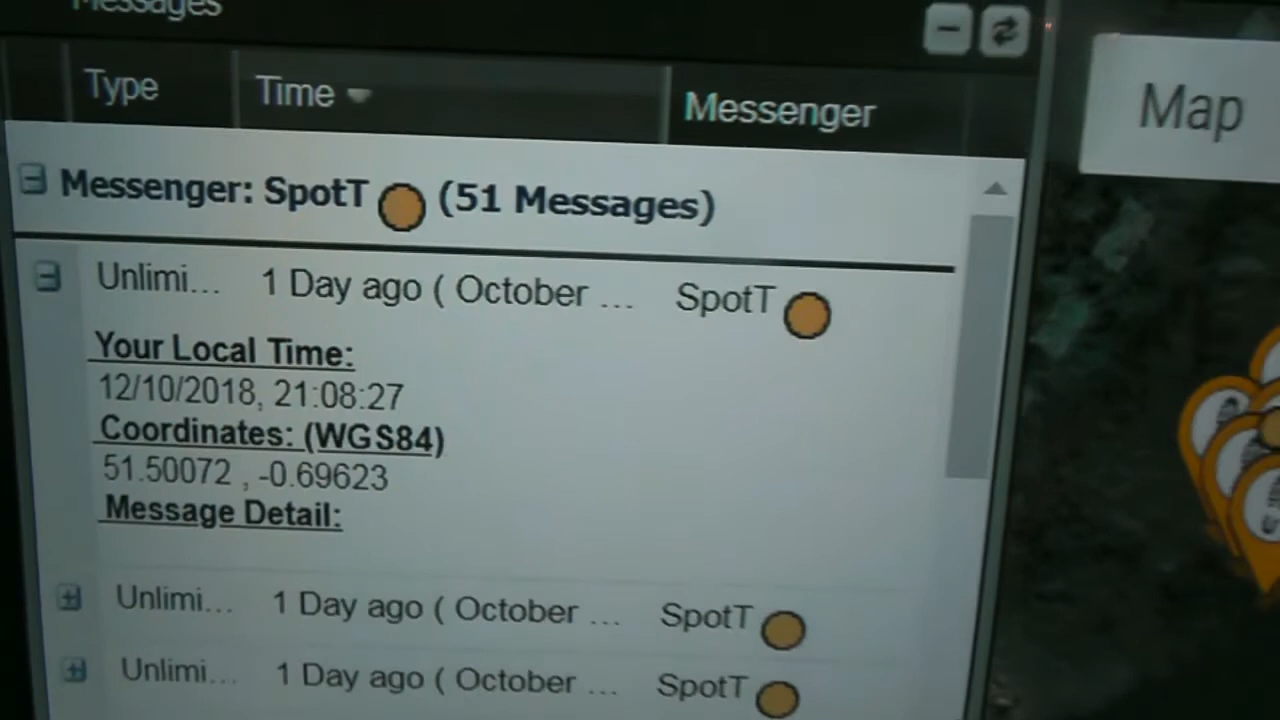 Messages
Type Time Messenger
Map
Messenger: SpotT (51 Messages)
Unlimi... 1 Day ago ( October ... SpotT
Your Local Time:
12/10/2018, 21:08:27
Coordinates: (WGS84)
51.50072 , -0.69623
Message Detail:
Unlimi... 1 Day ago ( October ... SpotT
Unlimi... 1 Day ago ( October ... SpotT